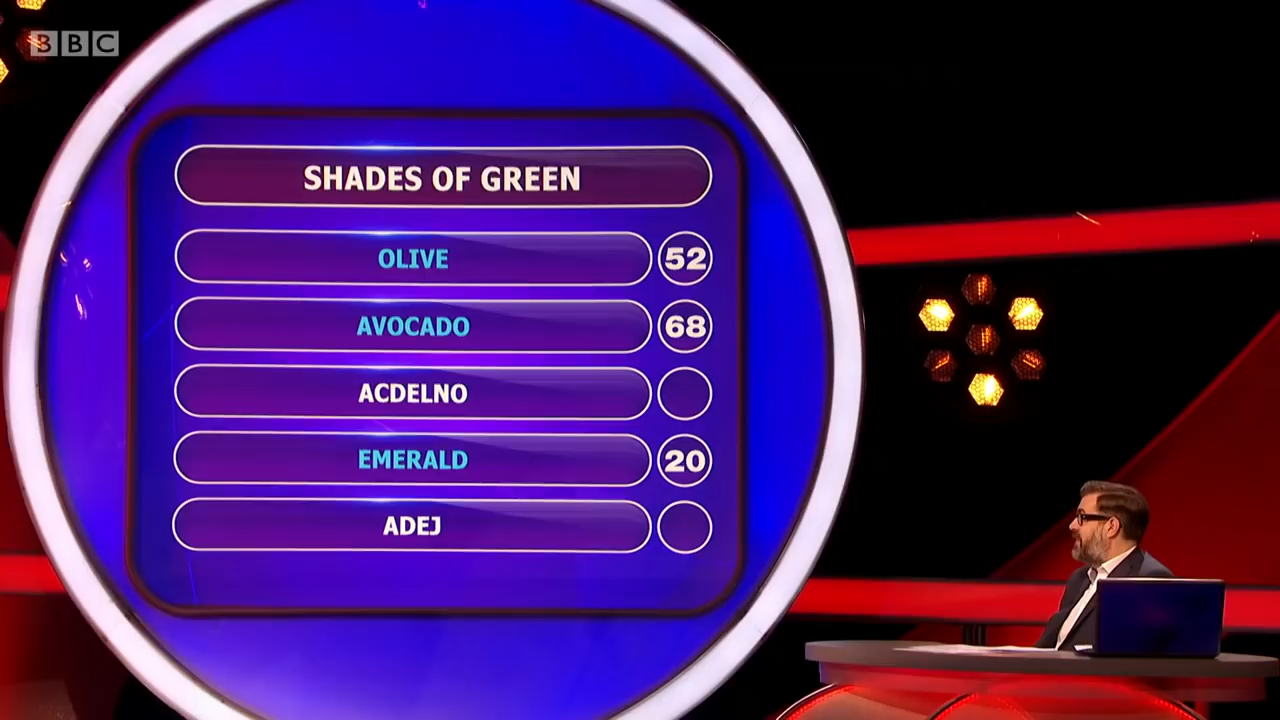 BBC
SHADES OF GREEN
OLIVE 52
AVOCADO 68
ACDELNO
EMERALD 20
ADEJ